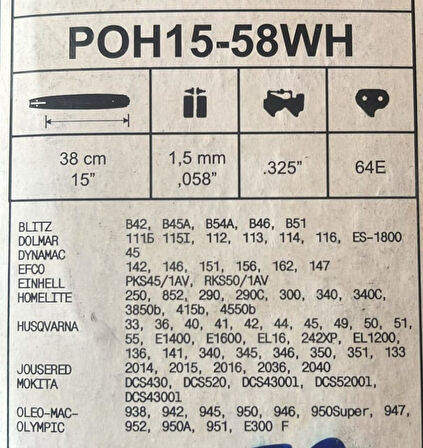 POH15-58WH
38 cm 1,5 mm .325” 64E
15” ,058”
BLITZ B42, B45A, B54A, B46, B51
DOLMAR 111Б 115I, 112, 113, 114, 116, ES-1800
DYNAMAC 45
EFCO 142, 146, 151, 156, 162, 147
EINHELL PKS45/1AV, RKS50/1AV
HOMELITE 250, 852, 290, 290C, 300, 340, 340C,
3850b, 415b, 4550b
HUSQVARNA 33, 36, 40, 41, 42, 44, 45, 49, 50, 51,
55, E1400, E1600, EL16, 242XP, EL1200,
136, 141, 340, 345, 346, 350, 351, 133
JOUSERED 2014, 2015, 2016, 2036, 2040
MOKITA DCS430, DCS520, DCS43001, DCS52001,
DCS43001
OLEO-MAC- 938, 942, 945, 950, 946, 950Super, 947,
OLYMPIC 952, 950A, 951, E300 F